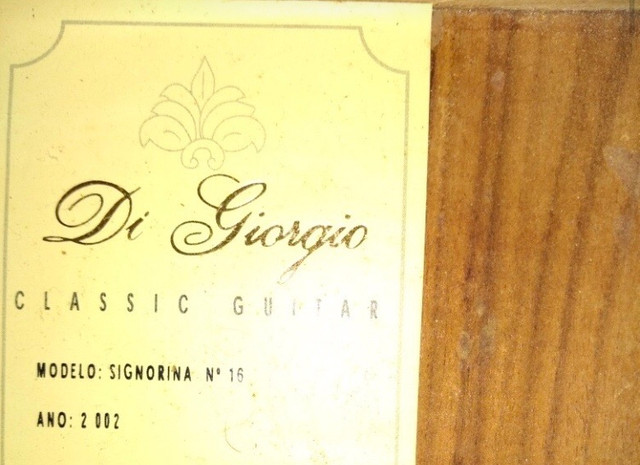 Di Giorgio
CLASSIC GUITAR
MODELO: SIGNORINA Nº 16
ANO: 2 002